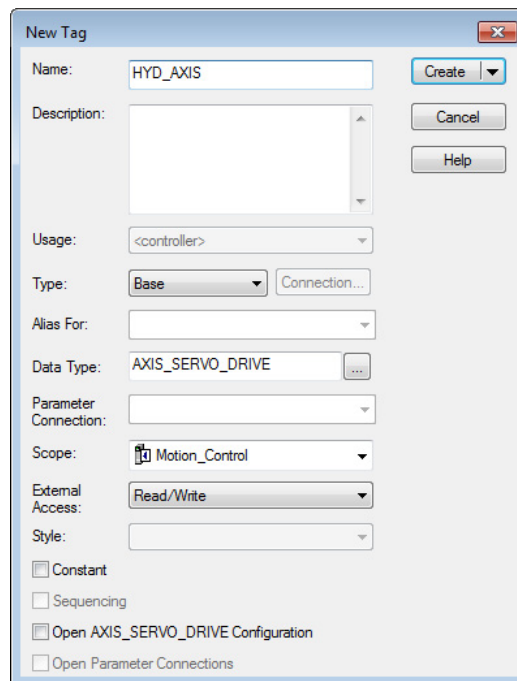 New Tag
Name: HYD_AXIS Create
Description: Cancel
Help
Usage: <controller>
Type: Base Connection...
Alias For:
Data Type: AXIS_SERVO_DRIVE ...
Parameter
Connection:
Scope: Motion_Control
External
Access: Read/Write
Style:
Constant
Sequencing
Open AXIS_SERVO_DRIVE Configuration
Open Parameter Connections